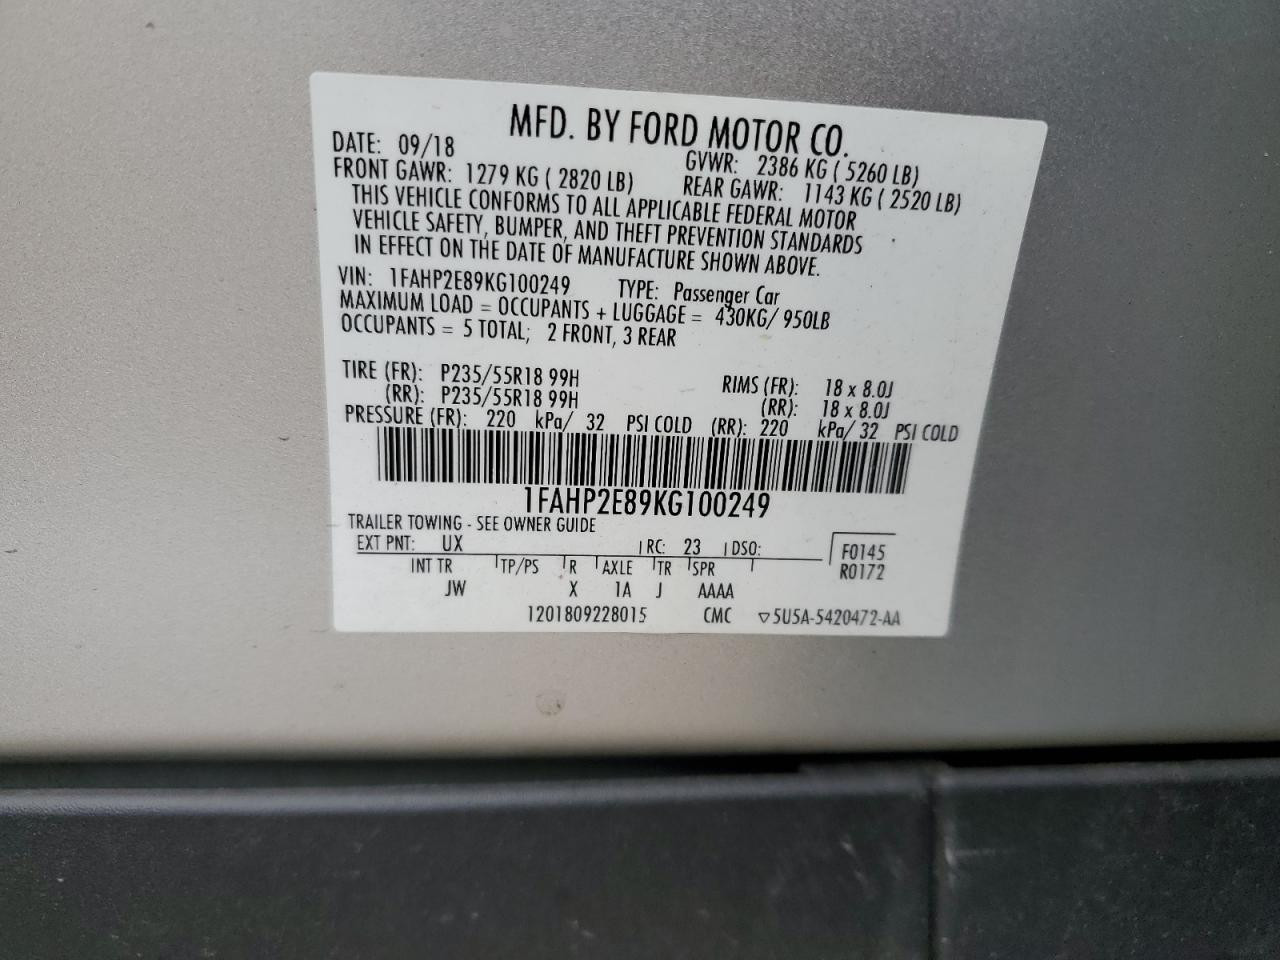 MFD. BY FORD MOTOR CO.
DATE: 09/18 GVWR: 2386 KG ( 5260 LB)
FRONT GAWR: 1279 KG ( 2820 LB) REAR GAWR: 1143 KG ( 2520 LB)
THIS VEHICLE CONFORMS TO ALL APPLICABLE FEDERAL MOTOR
VEHICLE SAFETY, BUMPER, AND THEFT PREVENTION STANDARDS
IN EFFECT ON THE DATE OF MANUFACTURE SHOWN ABOVE.
VIN: 1FAHP2E89KG100249 TYPE: Passenger Car
MAXIMUM LOAD = OCCUPANTS + LUGGAGE = 430KG/ 950LB
OCCUPANTS = 5 TOTAL; 2 FRONT, 3 REAR
TIRE (FR): P235/55R18 99H RIMS (FR): 18 x 8.0J
(RR): P235/55R18 99H (RR): 18 x 8.0J
PRESSURE (FR): 220 kPa/ 32 PSI COLD (RR): 220 kPa/ 32 PSI COLD
1FAHP2E89KG100249
TRAILER TOWING - SEE OWNER GUIDE
EXT PNT: UX RC: 23 DSO: F0145
INT TR TP/PS R AXLE TR SPR R0172
JW X 1A J AAAA
1201809228015 CMC ▽5U5A-5420472-AA